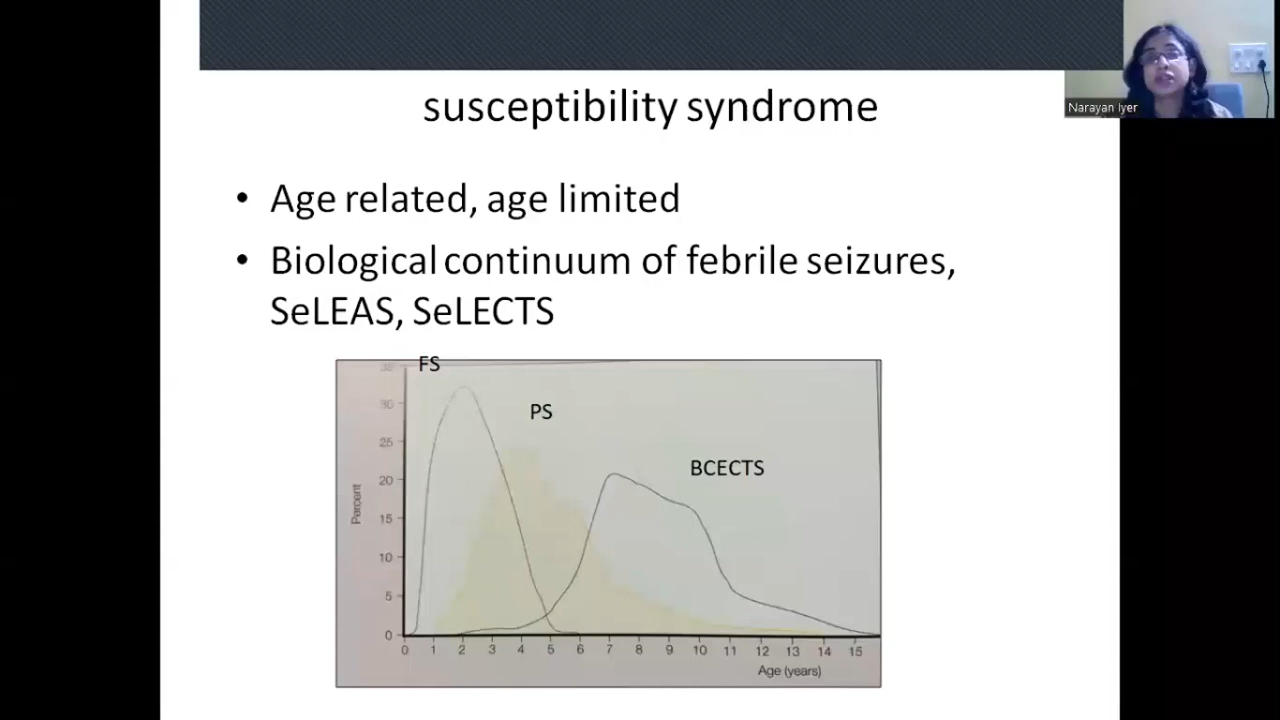 Narayan Iyer
susceptibility syndrome
• Age related, age limited
• Biological continuum of febrile seizures,
SeLEAS, SeLECTS
FS
PS
BCECTS
Percent
35
30
25
20
15
10
5
0
0 1 2 3 4 5 6 7 8 9 10 11 12 13 14 15
Age (years)